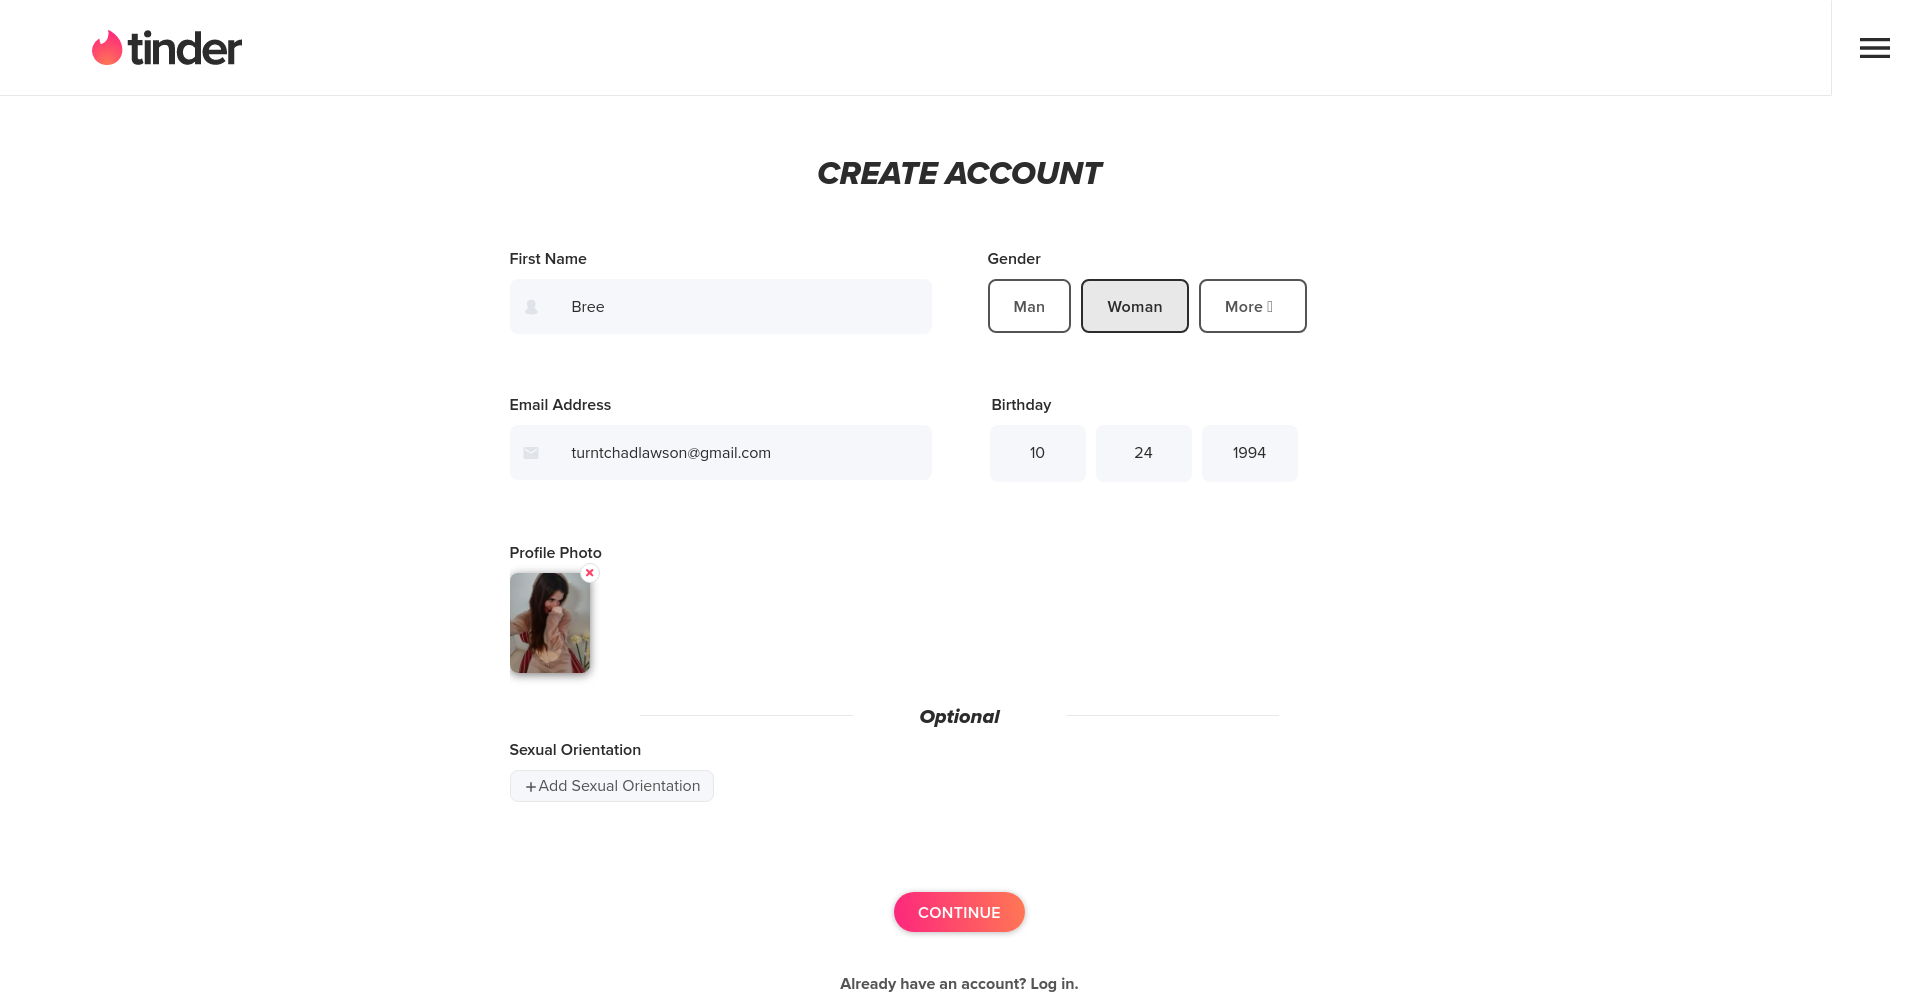 tinder
CREATE ACCOUNT
First Name
Bree
Gender
Man
Woman
More
Email Address
turntchadlawson@gmail.com
Birthday
10
24
1994
Profile Photo
Optional
Sexual Orientation
+Add Sexual Orientation
CONTINUE
Already have an account? Log in.